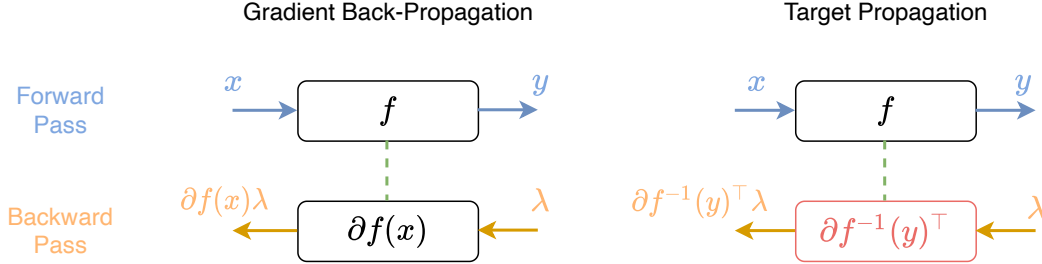 Gradient Back-Propagation
Target Propagation
Forward Pass
x
f
y
x
f
y
Backward Pass
∂f(x)λ
∂f(x)
λ
∂f⁻¹(y)⊤λ
∂f⁻¹(y)⊤
λ